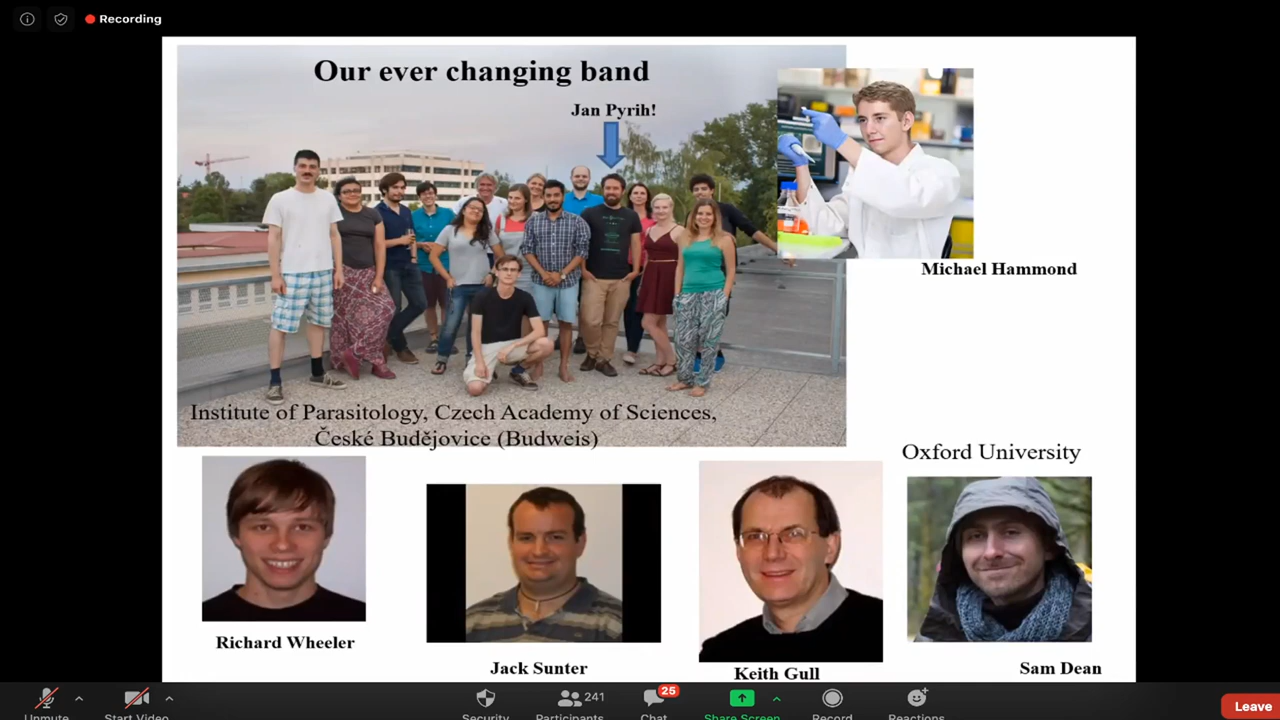 Recording
Our ever changing band
Jan Pyrih!
Michael Hammond
Institute of Parasitology, Czech Academy of Sciences,
České Budějovice (Budweis)
Oxford University
Richard Wheeler
Jack Sunter
Keith Gull
Sam Dean
25
241
Unmute
Start Video
Security
Participants
Chat
Share Screen
Record
Reactions
Leave